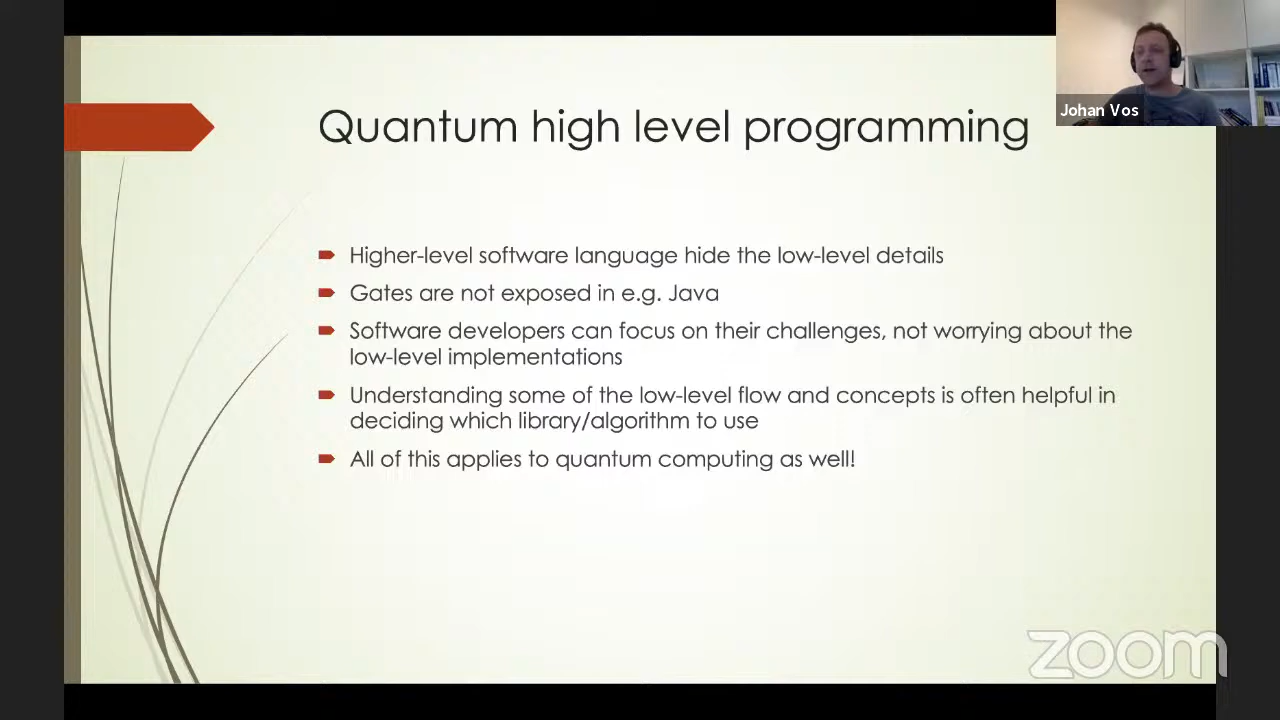 Quantum high level programming
Johan Vos
Higher-level software language hide the low-level details
Gates are not exposed in e.g. Java
Software developers can focus on their challenges, not worrying about the
low-level implementations
Understanding some of the low-level flow and concepts is often helpful in
deciding which library/algorithm to use
All of this applies to quantum computing as well!
zoom